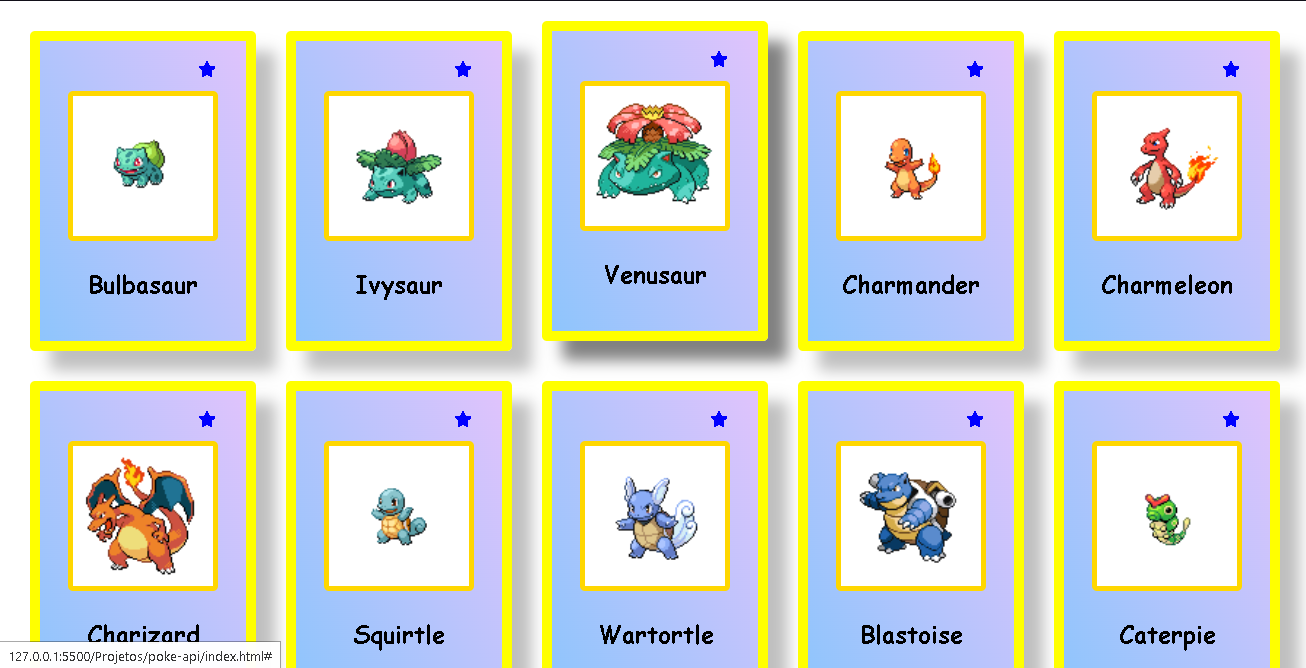 Bulbasaur
Ivysaur
Venusaur
Charmander
Charmeleon
Charizard
Squirtle
Wartortle
Blastoise
Caterpie
127.0.0.1:5500/Projetos/poke-api/index.html#